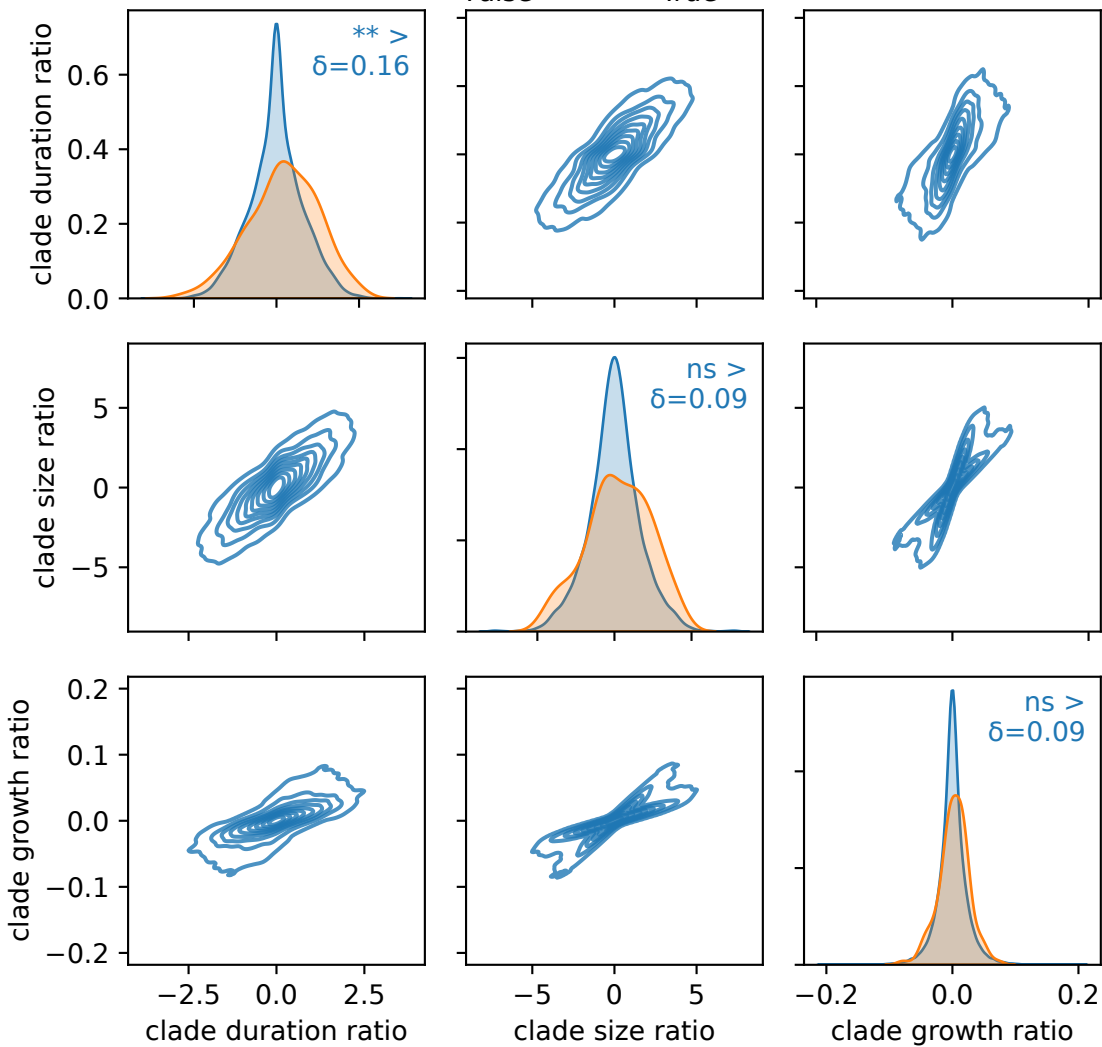 ** >
δ=0.16
clade duration ratio
0.6
0.4
0.2
0.0
ns >
δ=0.09
clade size ratio
5
0
−5
ns >
δ=0.09
clade growth ratio
0.2
0.1
0.0
−0.1
−0.2
−2.5 0.0 2.5
−5 0 5
−0.2 0.0 0.2
clade duration ratio
clade size ratio
clade growth ratio